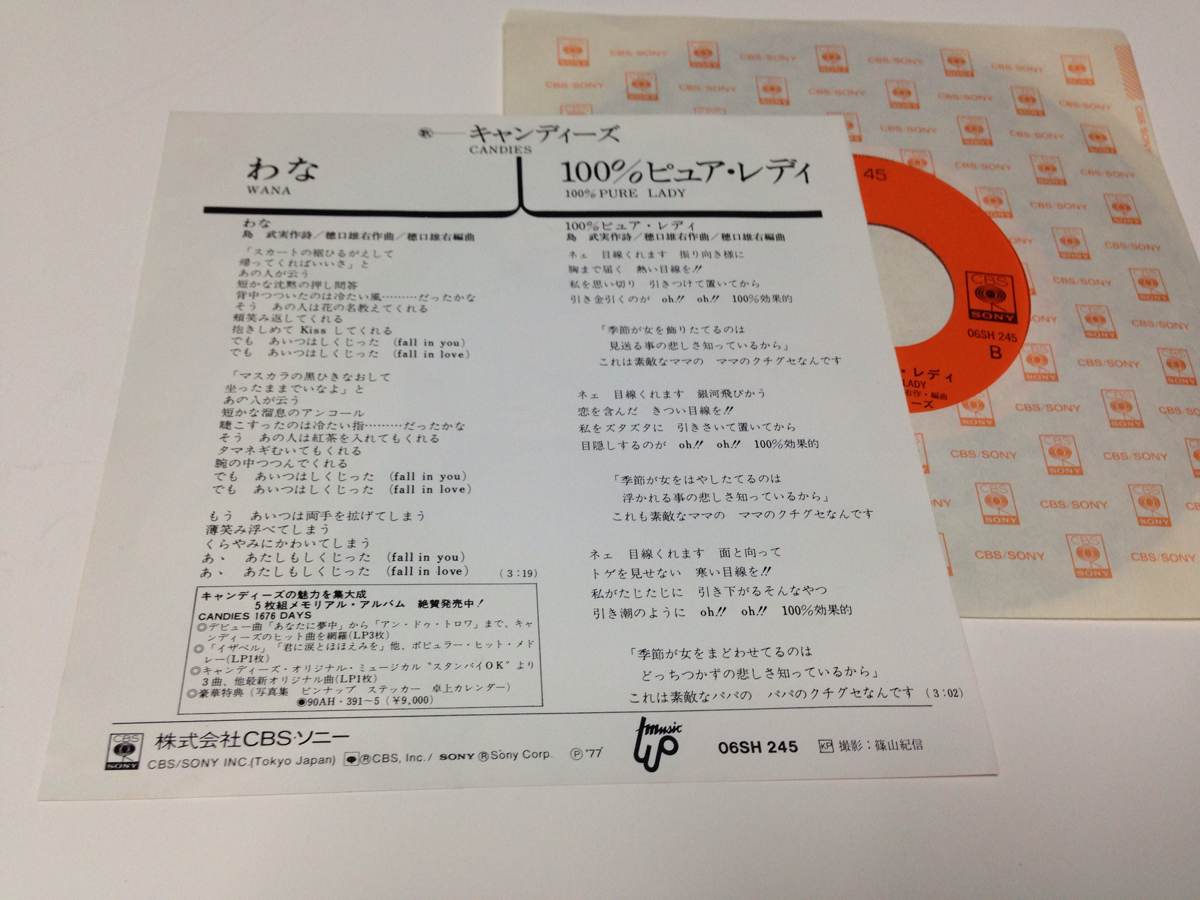 歌──キャンディーズ
CANDIES
わな
WANA
100%ピュア・レディ
100% PURE LADY
わな
島 武実作詩/穂口雄右作曲/穂口雄右編曲
「スカートの裾ひるがえして
帰ってくればいいさ」と
あの人が云う
短かな沈黙の押し問答
背中つついたのは冷たい風………だったかな
そう あの人は花の名教えてくれる
頬笑み返してくれる
抱きしめて Kiss してくれる
でも あいつはしくじった (fall in you)
でも あいつはしくじった (fall in love)
「マスカラの黒ひきなおして
坐ったままでいなよ」と
あの人が云う
短かな溜息のアンコール
睫こすったのは冷たい指………だったかな
そう あの人は紅茶を入れてもくれる
タマネギむいてもくれる
腕の中つつんでくれる
でも あいつはしくじった (fall in you)
でも あいつはしくじった (fall in love)
もう あいつは両手を拡げてしまう
薄笑み浮べてしまう
くらやみにかわいてしまう
あゝ あたしもしくじった (fall in you)
あゝ あたしもしくじった (fall in love) (3:19)
キャンディーズの魅力を集大成
5枚組メモリアル・アルバム 絶賛発売中!
CANDIES 1676 DAYS
◎デビュー曲「あなたに夢中」から「アン・ドゥ・トロワ」まで、キャ
ンディーズのヒット曲を網羅(LP3枚)
◎「イザベル」「君に涙とほほえみを」他、ポピュラー・ヒット・メド
レー(LP1枚)
◎キャンディーズ・オリジナル・ミュージカル“スタンバイOK”より
3曲、他最新オリジナル曲(LP1枚)
◎豪華特典(写真集 ピンナップ ステッカー 卓上カレンダー)
◉90AH・391〜5(¥9,000)
100%ピュア・レディ
島 武実作詩/穂口雄右作曲/穂口雄右編曲
ネェ 目線くれます 振り向き様に
胸まで届く 熱い目線を!!
私を思い切り 引きつけて置いてから
引き金引くのが oh!! oh!! 100%効果的
「季節が女を飾りたてるのは
見送る事の悲しさ知っているから」
これは素敵なママの ママのクチグセなんです
ネェ 目線くれます 銀河飛びかう
恋を含んだ きつい目線を!!
私をズタズタに 引きさいて置いてから
目隠しするのが oh!! oh!! 100%効果的
「季節が女をはやしたてるのは
浮かれる事の悲しさ知っているから」
これも素敵なママの ママのクチグセなんです
ネェ 目線くれます 面と向って
トゲを見せない 寒い目線を!!
私がたじたじに 引き下がるそんなやつ
引き潮のように oh!! oh!! 100%効果的
「季節が女をまどわせてるのは
どっちつかずの悲しさ知っているから」
これは素敵なパパの パパのクチグセなんです (3:02)
CBS SONY 株式会社CBS・ソニー
CBS/SONY INC.(Tokyo Japan) ®CBS, Inc./ SONY ®Sony Corp. Ⓟ'77
music
06SH 245
KP 撮影:篠山紀信
45
CBS
SONY
06SH 245
B
・レディ
LADY
右作・編曲
ーズ
CBS/SONY
CBS/SONY
CBS/SONY
CBS/SONY
CBS/SONY
CBS/SONY